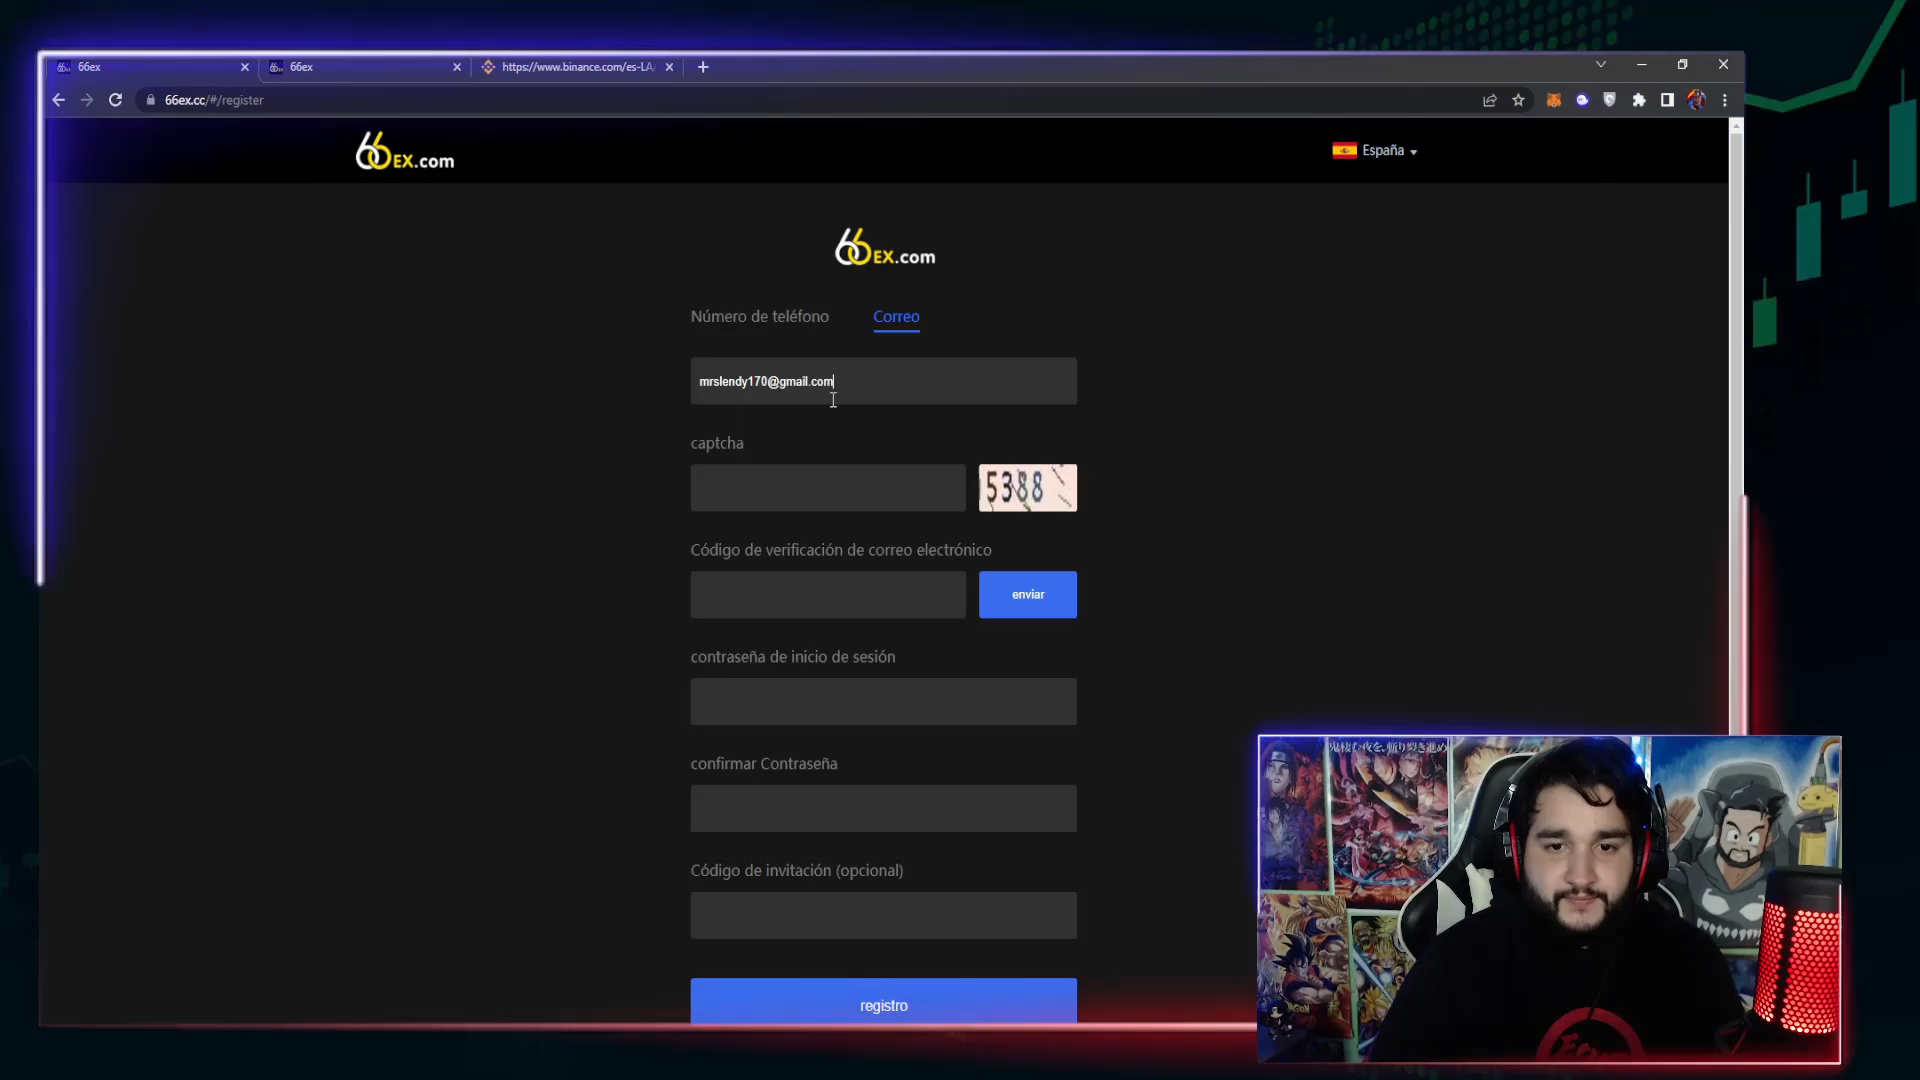 66ex
66ex
https://www.binance.com/es-LA/
66ex.cc/#/register
66EX.com
España
66EX.com
Número de teléfono
Correo
mrslendy170@gmail.com
captcha
5388
Código de verificación de correo electrónico
enviar
contraseña de inicio de sesión
confirmar Contraseña
Código de invitación (opcional)
registro